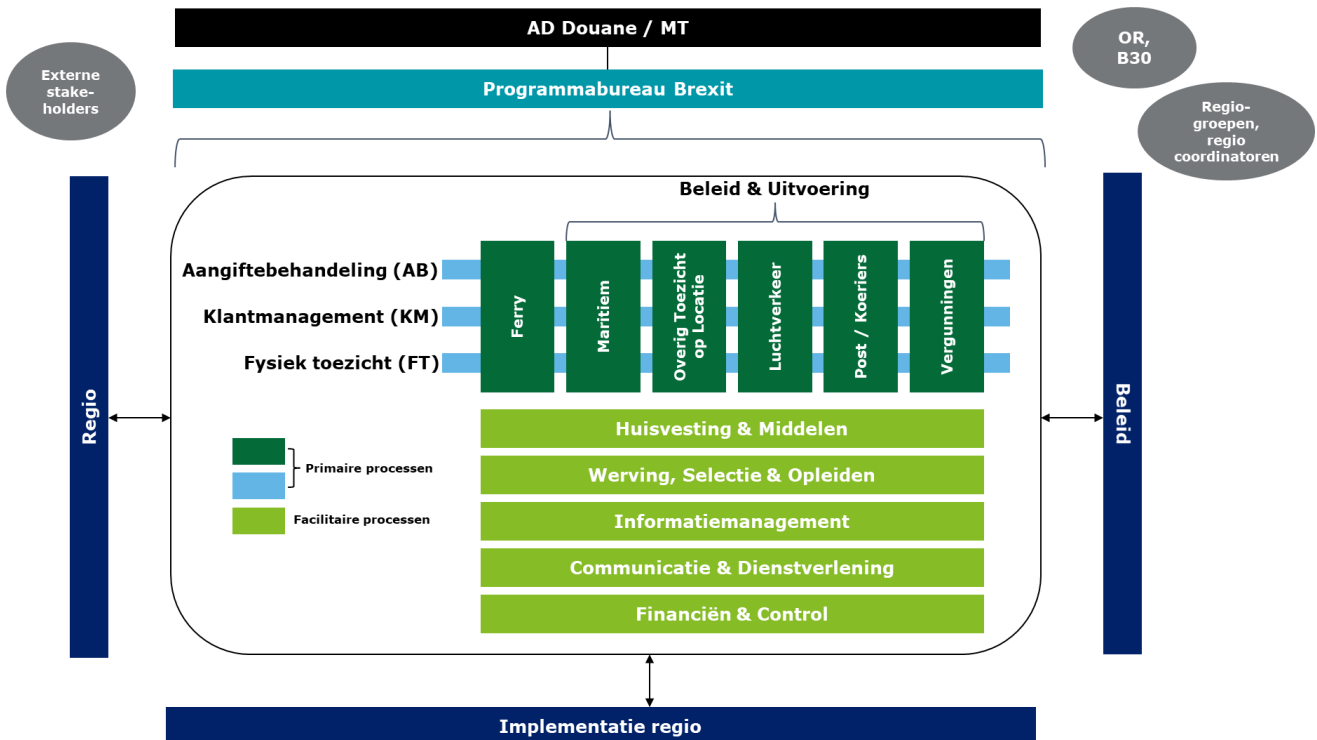 AD Douane / MT
OR,
B30
Externe
stake-
holders
Programmabureau Brexit
Regio-
groepen,
regio
coordinatoren
Beleid & Uitvoering
Aangiftebehandeling (AB)
Klantmanagement (KM)
Fysiek toezicht (FT)
Ferry
Maritiem
Overig Toezicht
op Locatie
Luchtverkeer
Post / Koeriers
Vergunningen
Regio
Beleid
Huisvesting & Middelen
Werving, Selectie & Opleiden
Informatiemanagement
Communicatie & Dienstverlening
Financiën & Control
Primaire processen
Facilitaire processen
Implementatie regio